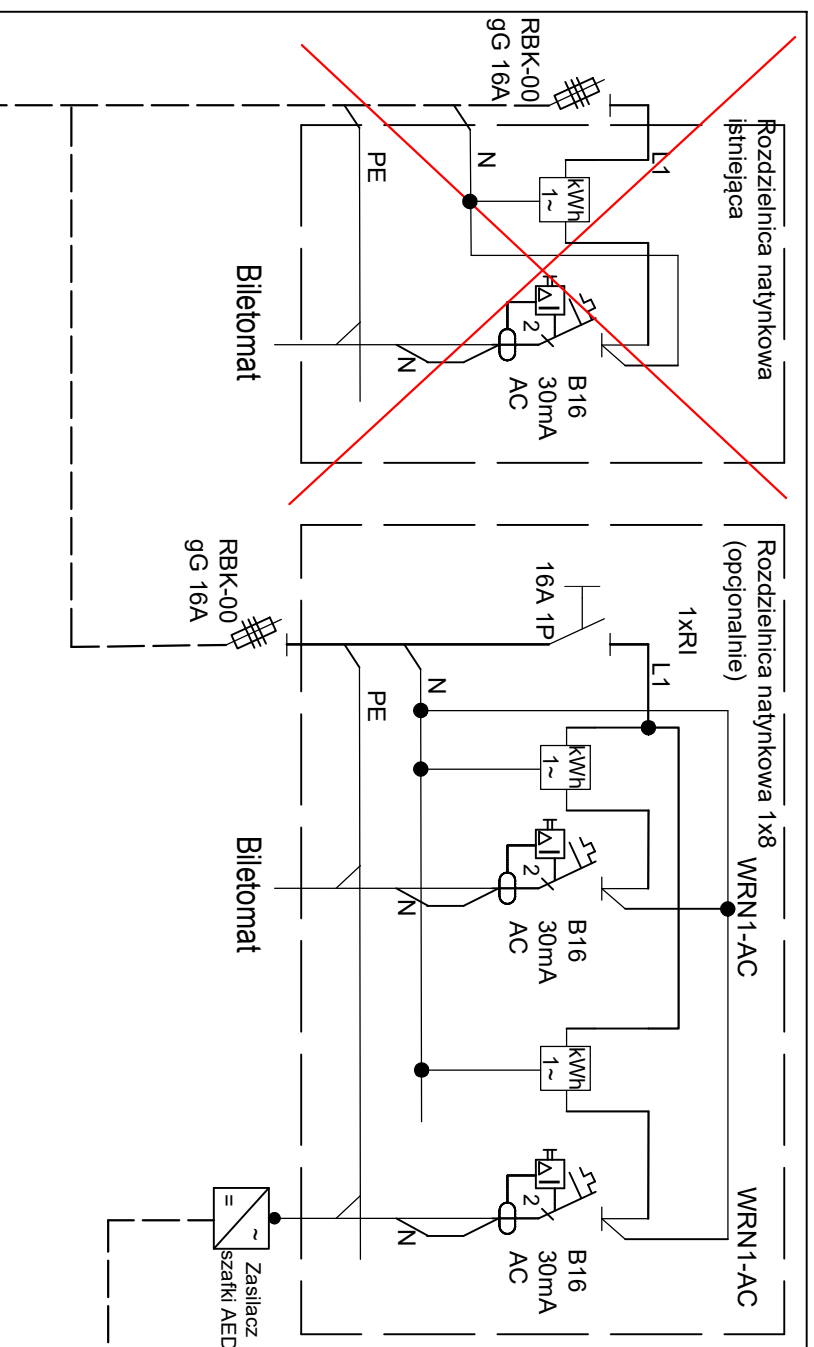 RBK-00
gG 16A
Rozdzielnica natynkowa
istniejąca
L1
N
PE
kWh
1~
2
B16
30mA
AC
N
Biletomat
RBK-00
gG 16A
Rozdzielnica natynkowa 1x8
(opcjonalnie)
1xRI
16A 1P
L1
N
PE
kWh
1~
WRN1-AC
2
B16
30mA
AC
N
Biletomat
kWh
1~
WRN1-AC
2
B16
30mA
AC
N
=
~
Zasilacz
szafki AED